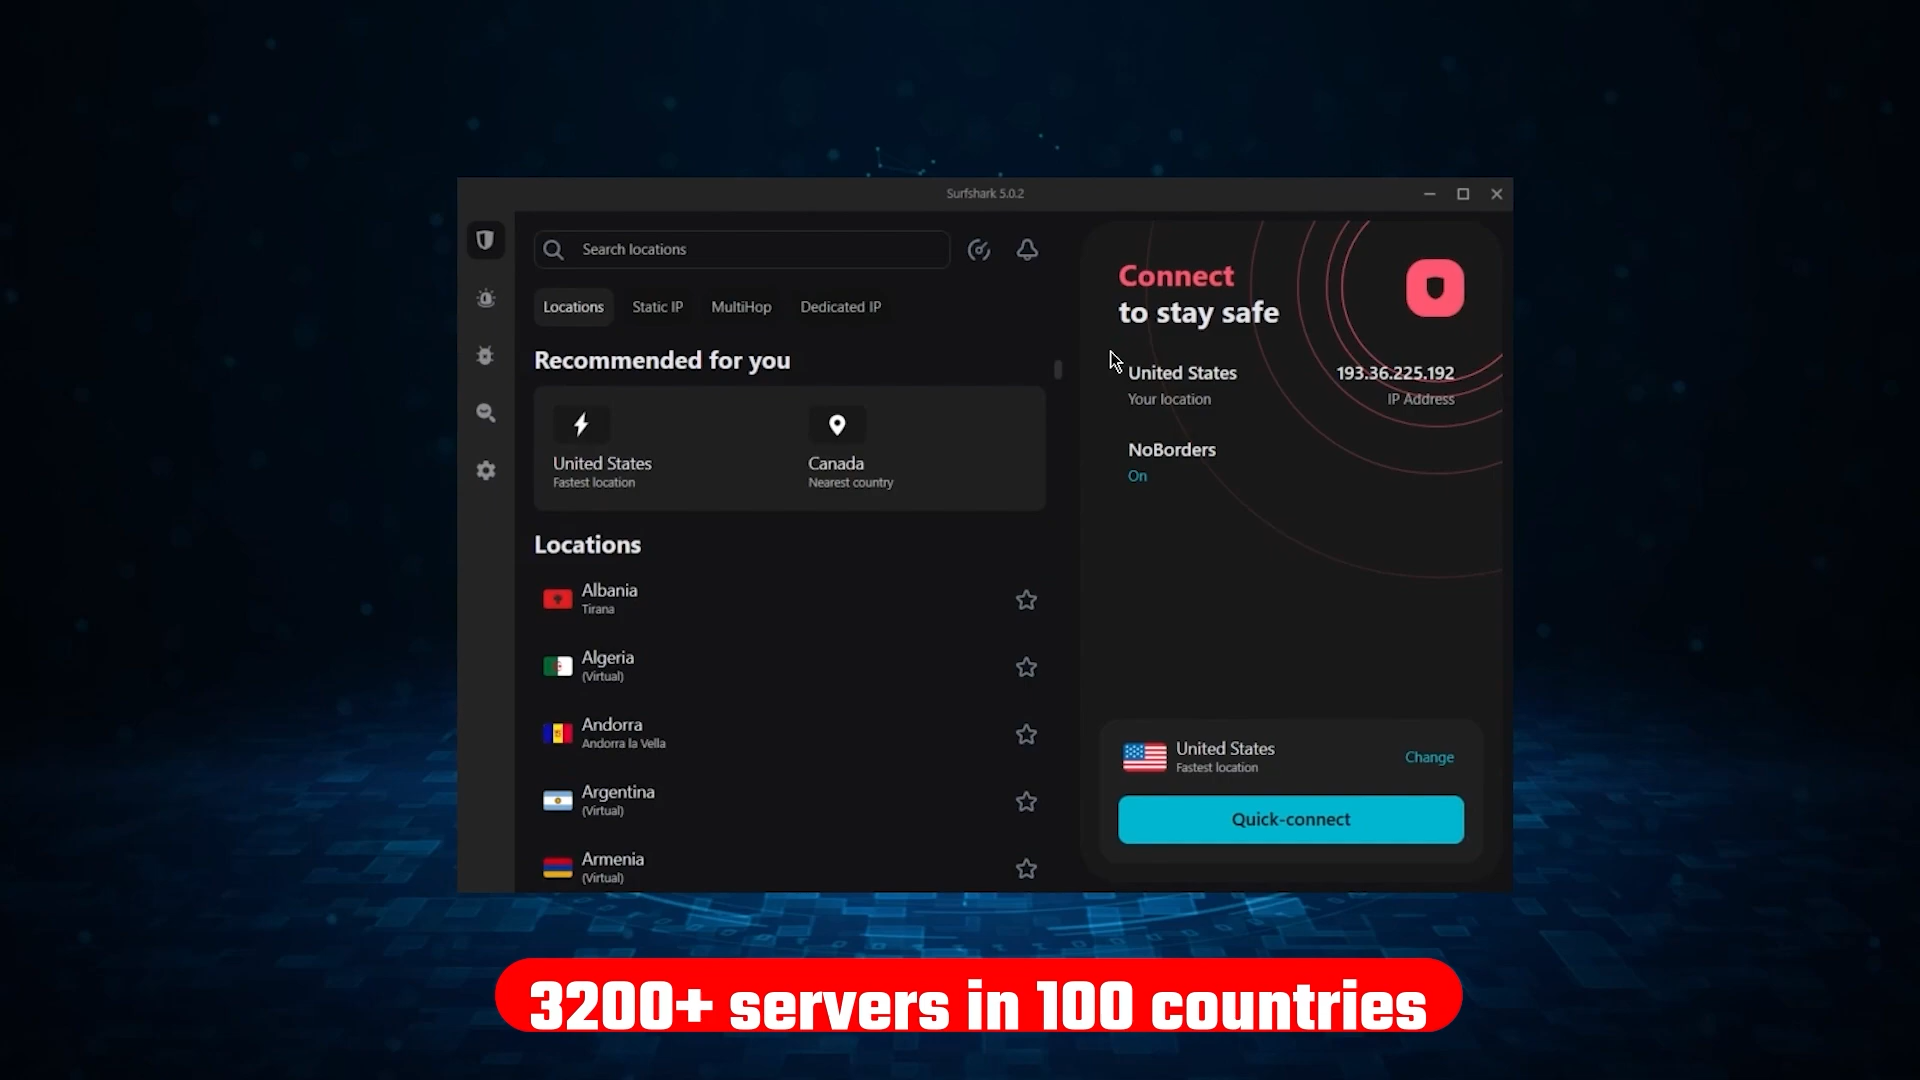 Surfshark 5.0.2
Search locations
Locations
Static IP
MultiHop
Dedicated IP
Recommended for you
United States
Fastest location
Canada
Nearest country
Locations
Albania
Tirana
Algeria
(Virtual)
Andorra
Andorra la Vella
Argentina
(Virtual)
Armenia
(Virtual)
Connect
to stay safe
United States
Your location
193.36.225.192
IP Address
NoBorders
On
United States
Fastest location
Change
Quick-connect
3200+ servers in 100 countries